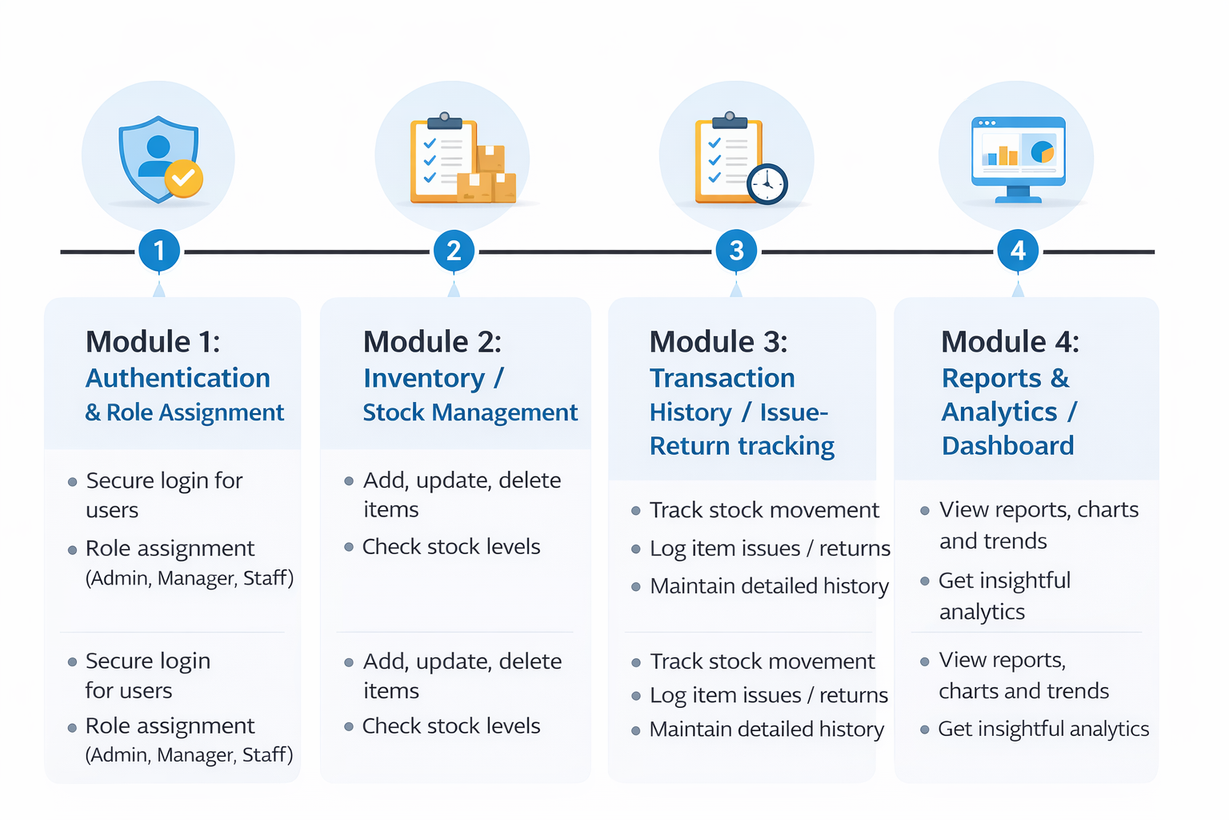 1
2
3
4
Module 1:
Authentication
& Role Assignment
Secure login for
users
Role assignment
(Admin, Manager, Staff)
Secure login
for users
Role assignment
(Admin, Manager, Staff)
Module 2:
Inventory /
Stock Management
Add, update, delete
items
Check stock levels
Add, update, delete
items
Check stock levels
Module 3:
Transaction
History / Issue-
Return tracking
Track stock movement
Log item issues / returns
Maintain detailed history
Track stock movement
Log item issues / returns
Maintain detailed history
Module 4:
Reports &
Analytics /
Dashboard
View reports, charts
and trends
Get insightful
analytics
View reports,
charts and trends
Get insightful analytics